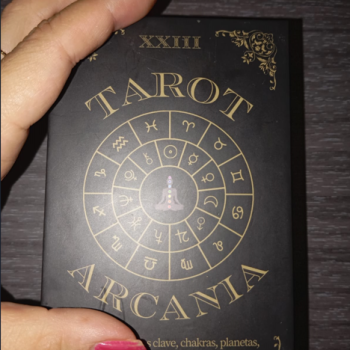 XXIII
TAROT
ARCANIA
clave, chakras, planetas,